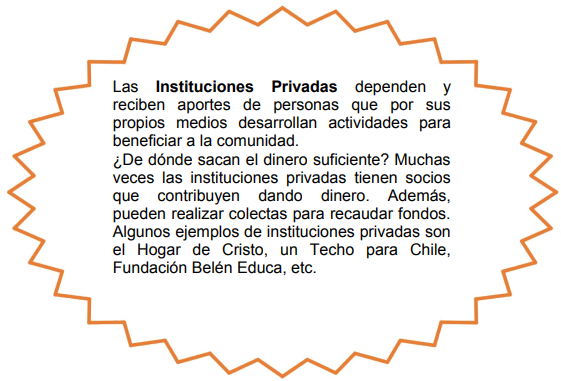 Las Instituciones Privadas dependen y
reciben aportes de personas que por sus
propios medios desarrollan actividades para
beneficiar a la comunidad.
¿De dónde sacan el dinero suficiente? Muchas
veces las instituciones privadas tienen socios
que contribuyen dando dinero. Además,
pueden realizar colectas para recaudar fondos.
Algunos ejemplos de instituciones privadas son
el Hogar de Cristo, un Techo para Chile,
Fundación Belén Educa, etc.